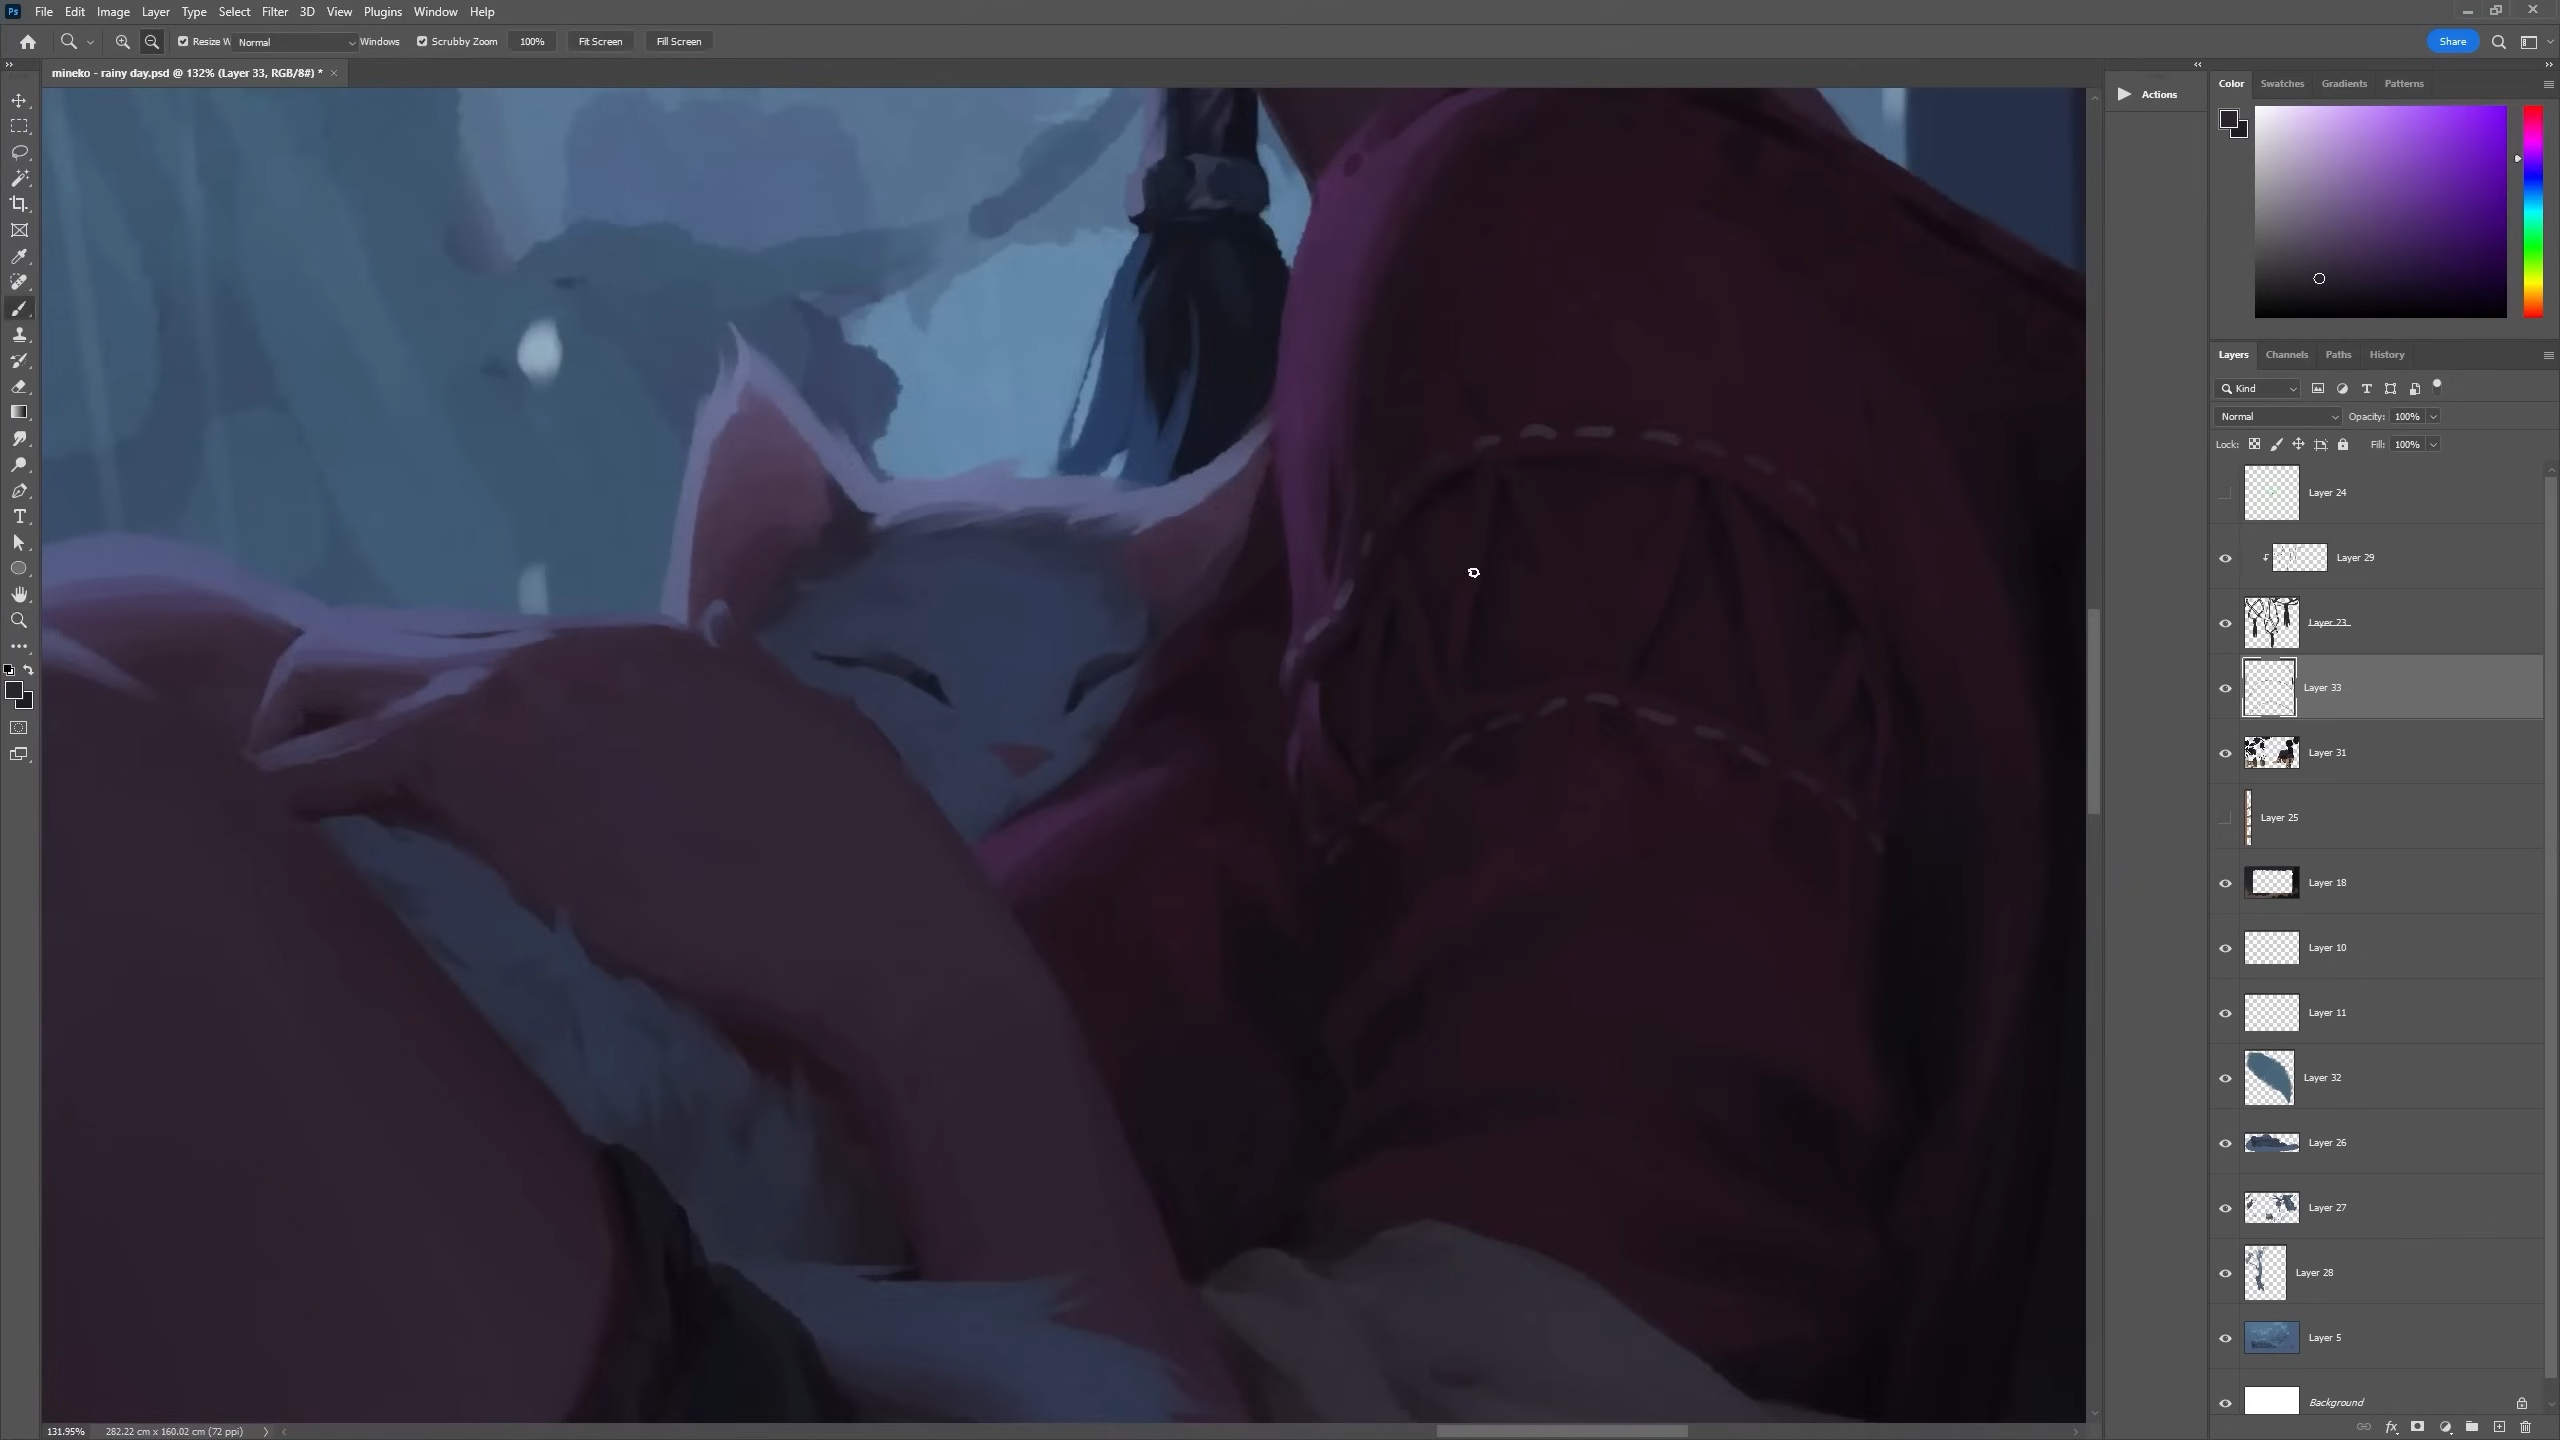 Ps File Edit Image Layer Type Select Filter 3D View Plugins Window Help
Resize W Normal Windows Scrubby Zoom 100% Fit Screen Fill Screen Share
mineko - rainy day.psd @ 132% (Layer 33, RGB/8#) * ×
Actions
Color Swatches Gradients Patterns
Layers Channels Paths History
Kind
Normal Opacity: 100%
Lock: Fill: 100%
Layer 24
Layer 29
Layer 23
Layer 33
Layer 31
Layer 25
Layer 18
Layer 10
Layer 11
Layer 32
Layer 26
Layer 27
Layer 28
Layer 5
Background
131.95% 282.22 cm x 160.02 cm (72 ppi)